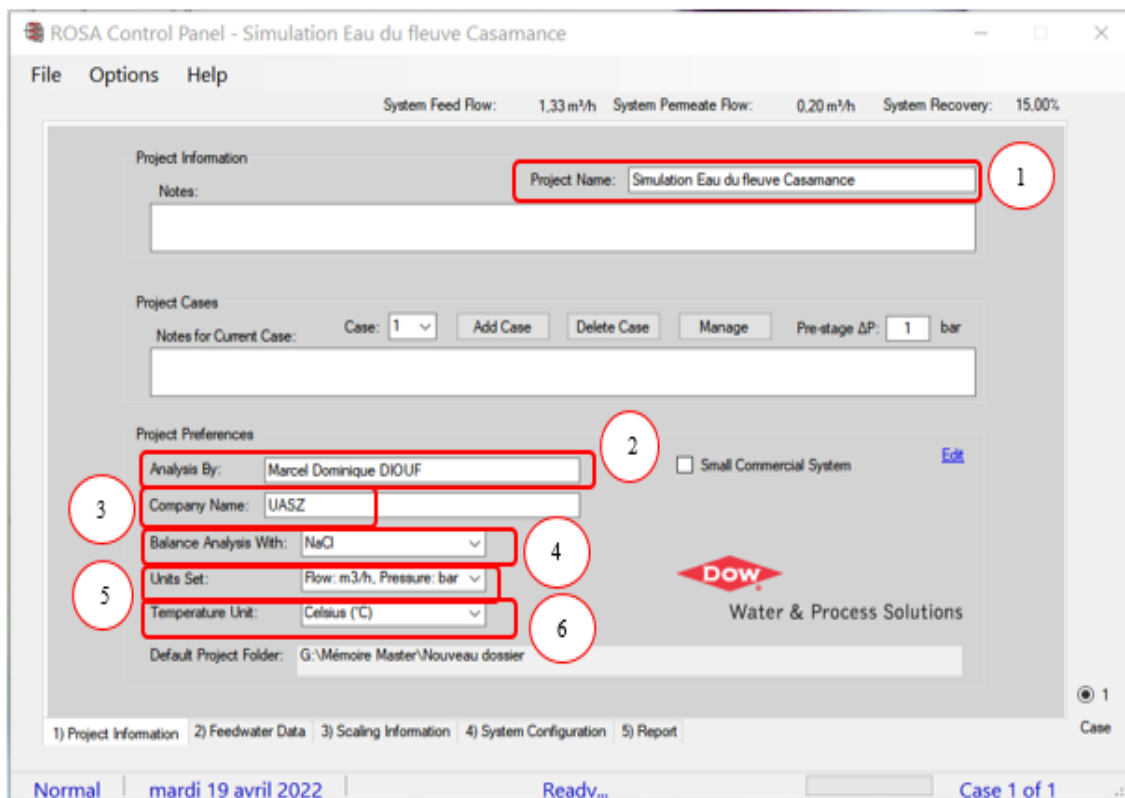 ROSA Control Panel - Simulation Eau du fleuve Casamance
File Options Help
System Feed Flow: 1,33 m³/h System Permeate Flow: 0,20 m³/h System Recovery: 15,00%
Project Information
Project Name: Simulation Eau du fleuve Casamance
1
Notes:
Project Cases
Notes for Current Case: Case: 1 Add Case Delete Case Manage Pre-stage ΔP: 1 bar
Project Preferences
2
Analysis By: Marcel Dominique DIOUF
Small Commercial System Edit
3
Company Name: UASZ
Balance Analysis With: NaCl
4
5
Units Set: Flow: m3/h, Pressure: bar
DOW
Water & Process Solutions
Temperature Unit: Celsius (°C)
6
Default Project Folder: G:\Mémoire Master\Nouveau dossier
1
Case
1) Project Information 2) Feedwater Data 3) Scaling Information 4) System Configuration 5) Report
Normal mardi 19 avril 2022 Ready... Case 1 of 1